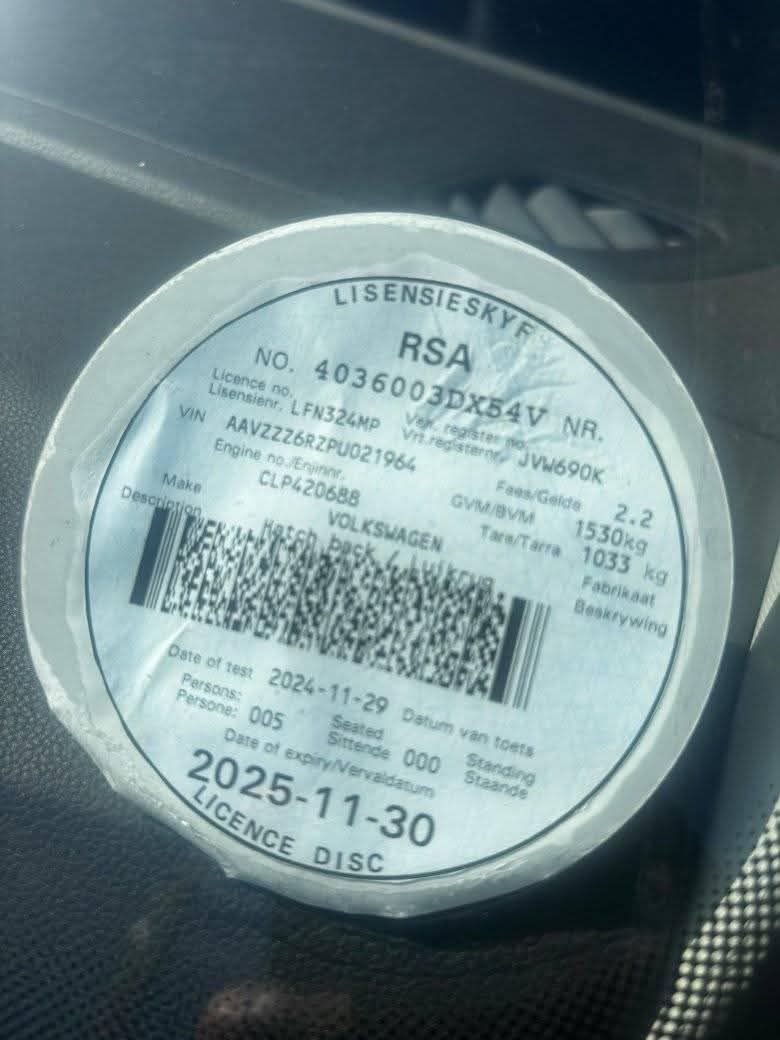 LISENSIESKYF
RSA
NO. 4036003DX54V NR.
Licence no. Lisensienr. LFN324MP Veh. register no. Vrt.registernr. JVW690K
VIN AAVZZZ6RZPU021964 Fees/Gelde 2.2
Engine no./Enjinnr. CLP420688 GVM/BVM 1530kg
Tare/Tarra 1033 kg
Make VOLKSWAGEN Fabrikaat
Description Hatch back / Luikrug Beskrywing
Date of test 2024-11-29 Datum van toets
Persons: Persone: 005 Seated Sittende 000 Standing Staande
Date of expiry/Vervaldatum
2025-11-30
LICENCE DISC